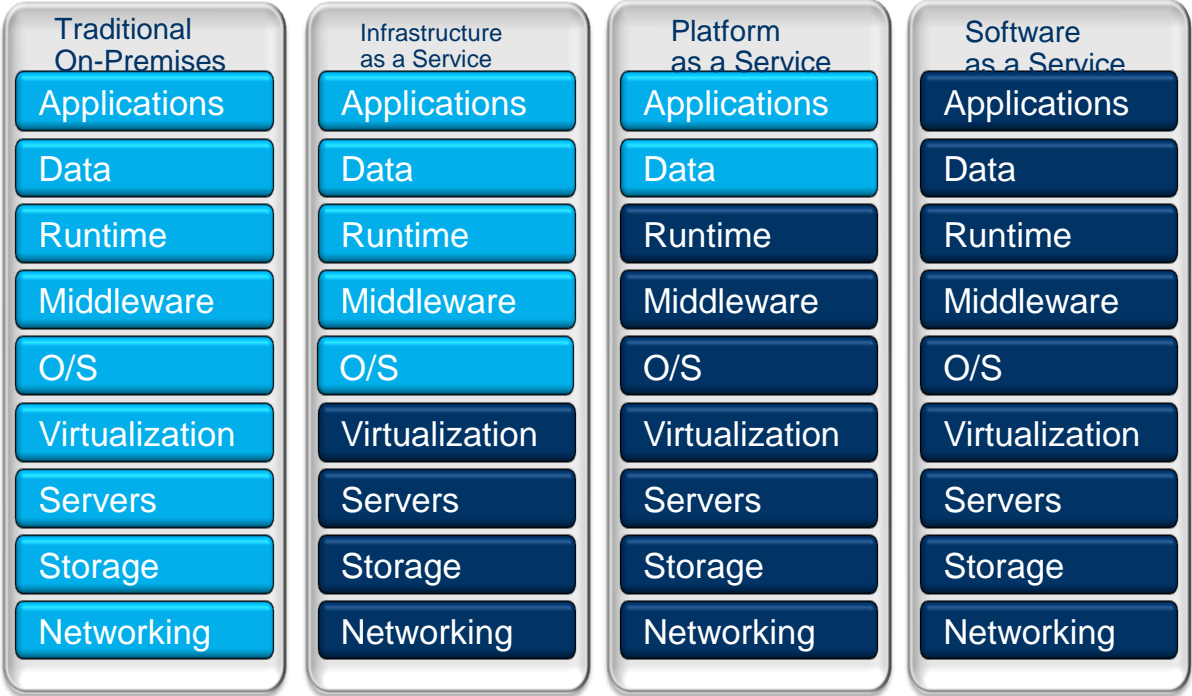 Traditional
On-Premises
Applications
Data
Runtime
Middleware
O/S
Virtualization
Servers
Storage
Networking
Infrastructure
as a Service
Applications
Data
Runtime
Middleware
O/S
Virtualization
Servers
Storage
Networking
Platform
as a Service
Applications
Data
Runtime
Middleware
O/S
Virtualization
Servers
Storage
Networking
Software
as a Service
Applications
Data
Runtime
Middleware
O/S
Virtualization
Servers
Storage
Networking